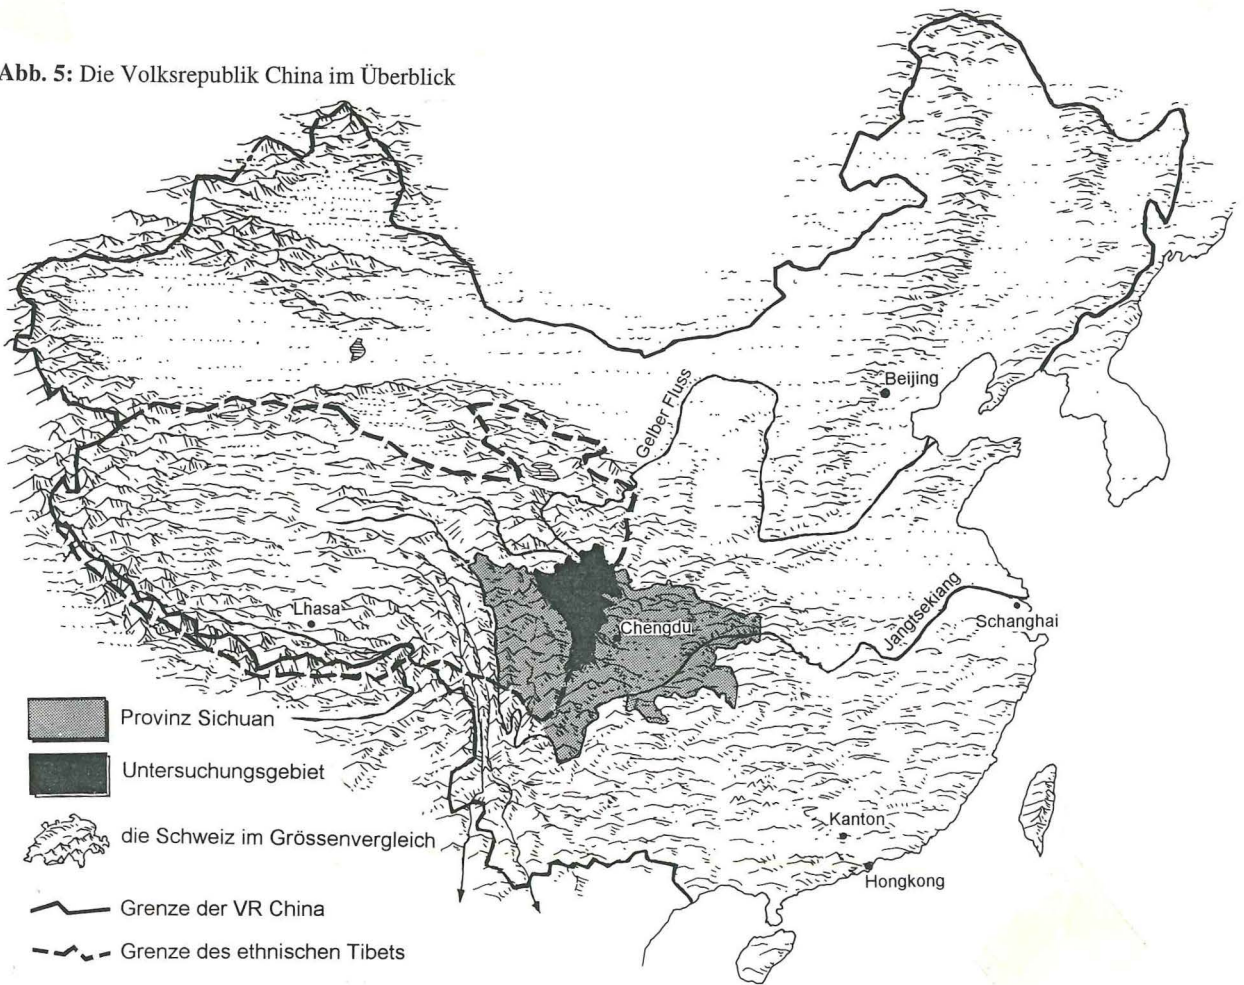 Abb. 5: Die Volksrepublik China im Überblick
Beijing
Gelber Fluss
Lhasa
Chengdu
Jangtsekiang
Schanghai
Provinz Sichuan
Untersuchungsgebiet
die Schweiz im Grössenvergleich
Kanton
Hongkong
Grenze der VR China
Grenze des ethnischen Tibets